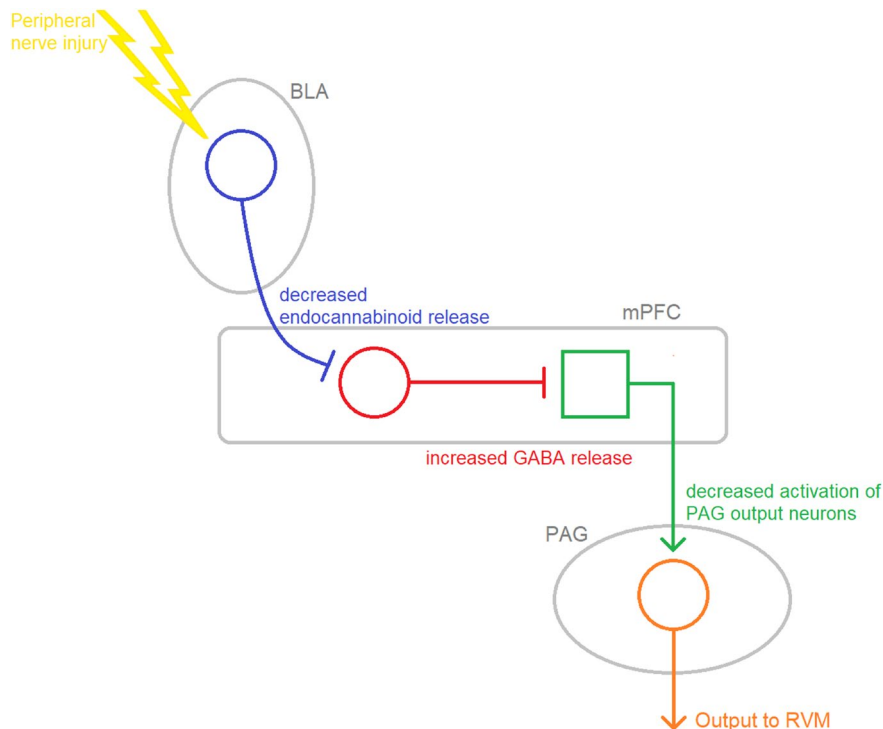 Peripheral
nerve injury
BLA
decreased
endocannabinoid release
mPFC
increased GABA release
decreased activation of
PAG output neurons
PAG
Output to RVM